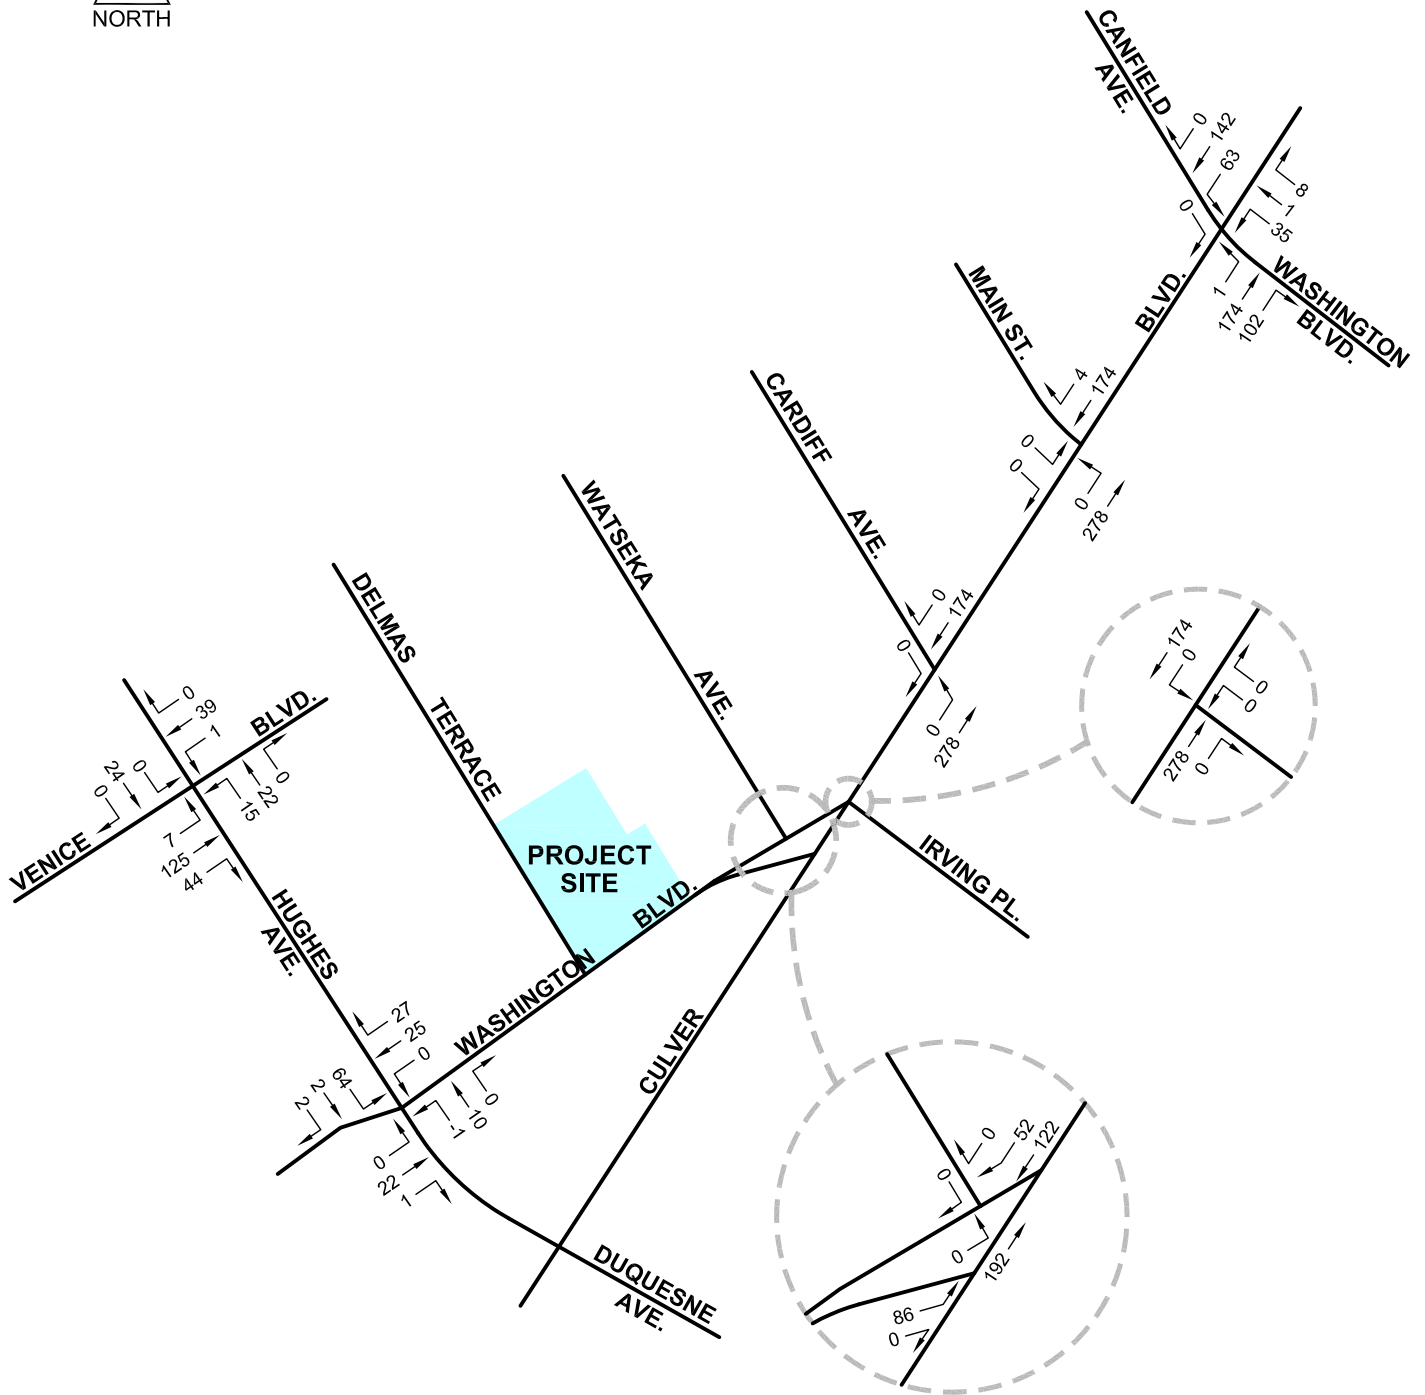 NORTH
CANFIELD
AVE.
0
142
63
0
8
1
35
1
174
102
WASHINGTON
BLVD.
BLVD.
MAIN ST.
4
174
0
0
0
278
CARDIFF
AVE.
0
174
0
0
278
WATSEKA
AVE.
DELMAS
TERRACE
174
0
0
0
278
0
0
39
1
BLVD.
0
24
0
0
22
15
7
125
44
VENICE
HUGHES
AVE.
PROJECT
SITE
BLVD.
WASHINGTON
IRVING PL.
CULVER
27
25
0
64
2
2
0
10
-1
0
22
1
DUQUESNE
AVE.
0
52
122
0
0
192
86
0